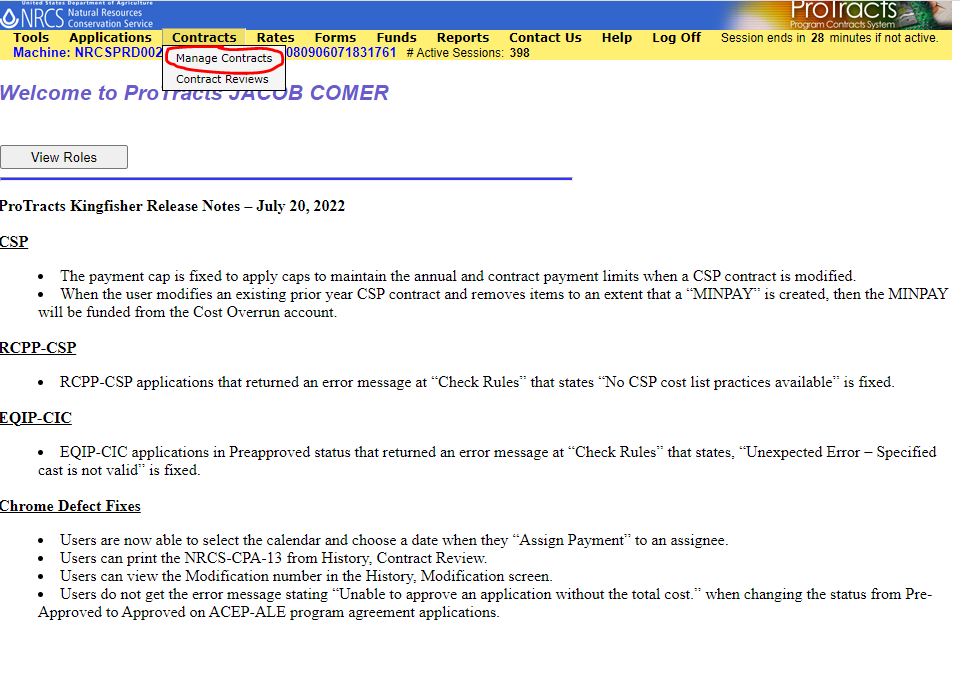 United States Department of Agriculture
NRCS Natural Resources
Conservation Service
ProTracts
Program Contracts System
Tools Applications Contracts Rates Forms Funds Reports Contact Us Help Log Off Session ends in 28 minutes if not active.
Machine: NRCSPRD002 080906071831761 # Active Sessions: 398
Manage Contracts
Contract Reviews
Welcome to ProTracts JACOB COMER
View Roles
ProTracts Kingfisher Release Notes – July 20, 2022
CSP
• The payment cap is fixed to apply caps to maintain the annual and contract payment limits when a CSP contract is modified.
• When the user modifies an existing prior year CSP contract and removes items to an extent that a “MINPAY” is created, then the MINPAY
will be funded from the Cost Overrun account.
RCPP-CSP
• RCPP-CSP applications that returned an error message at “Check Rules” that states “No CSP cost list practices available” is fixed.
EQIP-CIC
• EQIP-CIC applications in Preapproved status that returned an error message at “Check Rules” that states, “Unexpected Error – Specified
cast is not valid” is fixed.
Chrome Defect Fixes
• Users are now able to select the calendar and choose a date when they “Assign Payment” to an assignee.
• Users can print the NRCS-CPA-13 from History, Contract Review.
• Users can view the Modification number in the History, Modification screen.
• Users do not get the error message stating “Unable to approve an application without the total cost.” when changing the status from Pre-
Approved to Approved on ACEP-ALE program agreement applications.